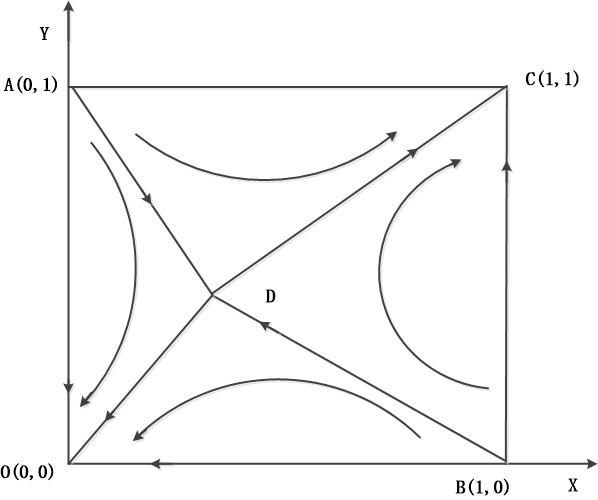 Y
A(0,1)
C(1,1)
D
O(0,0)
B(1,0)
X